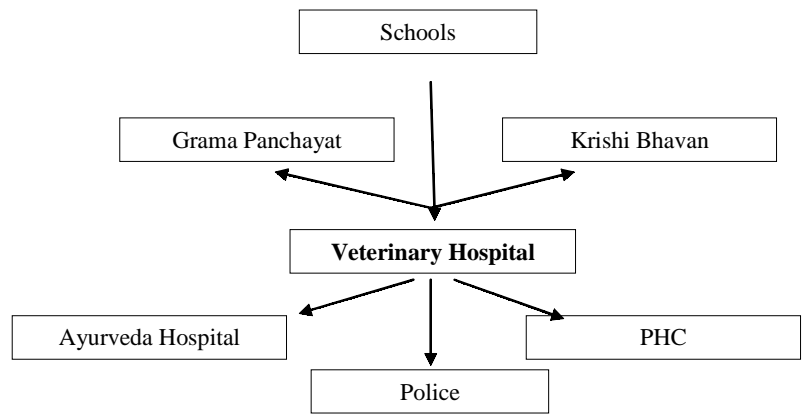 Schools
Grama Panchayat
Krishi Bhavan
Veterinary Hospital
Ayurveda Hospital
PHC
Police